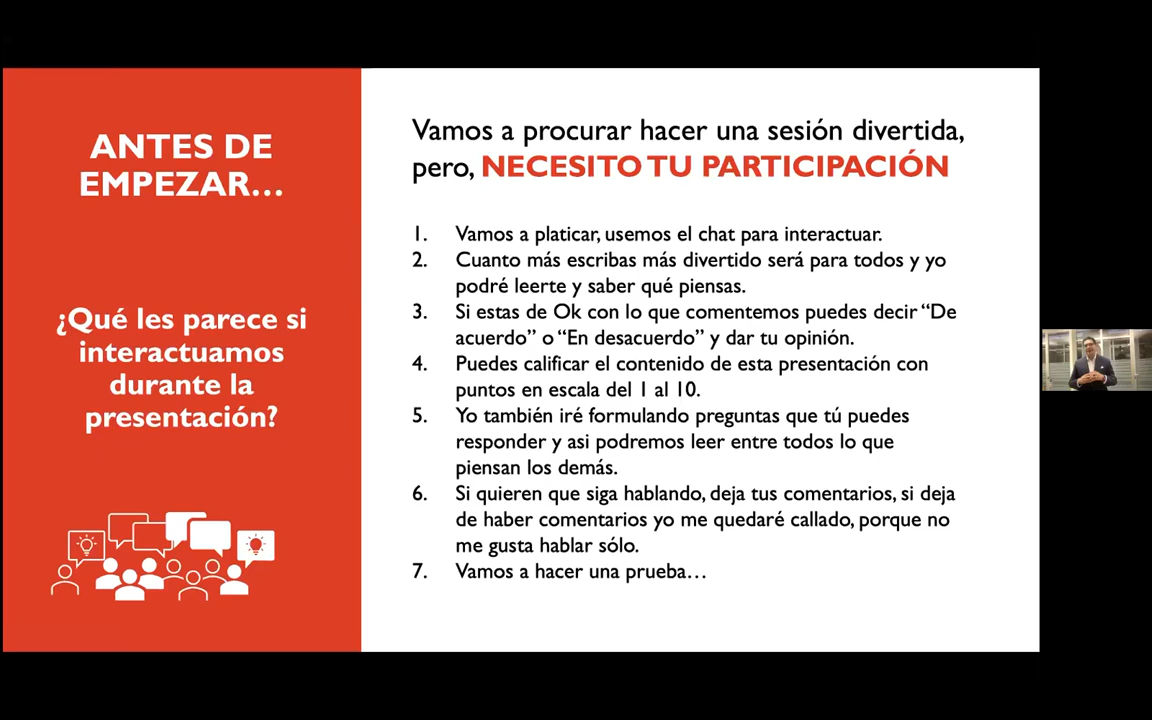 ANTES DE
EMPEZAR…
¿Qué les parece si
interactuamos
durante la
presentación?
Vamos a procurar hacer una sesión divertida,
pero, NECESITO TU PARTICIPACIÓN
1. Vamos a platicar, usemos el chat para interactuar.
2. Cuanto más escribas más divertido será para todos y yo
podré leerte y saber qué piensas.
3. Si estas de Ok con lo que comentemos puedes decir “De
acuerdo” o “En desacuerdo” y dar tu opinión.
4. Puedes calificar el contenido de esta presentación con
puntos en escala del 1 al 10.
5. Yo también iré formulando preguntas que tú puedes
responder y asi podremos leer entre todos lo que
piensan los demás.
6. Si quieren que siga hablando, deja tus comentarios, si deja
de haber comentarios yo me quedaré callado, porque no
me gusta hablar sólo.
7. Vamos a hacer una prueba…